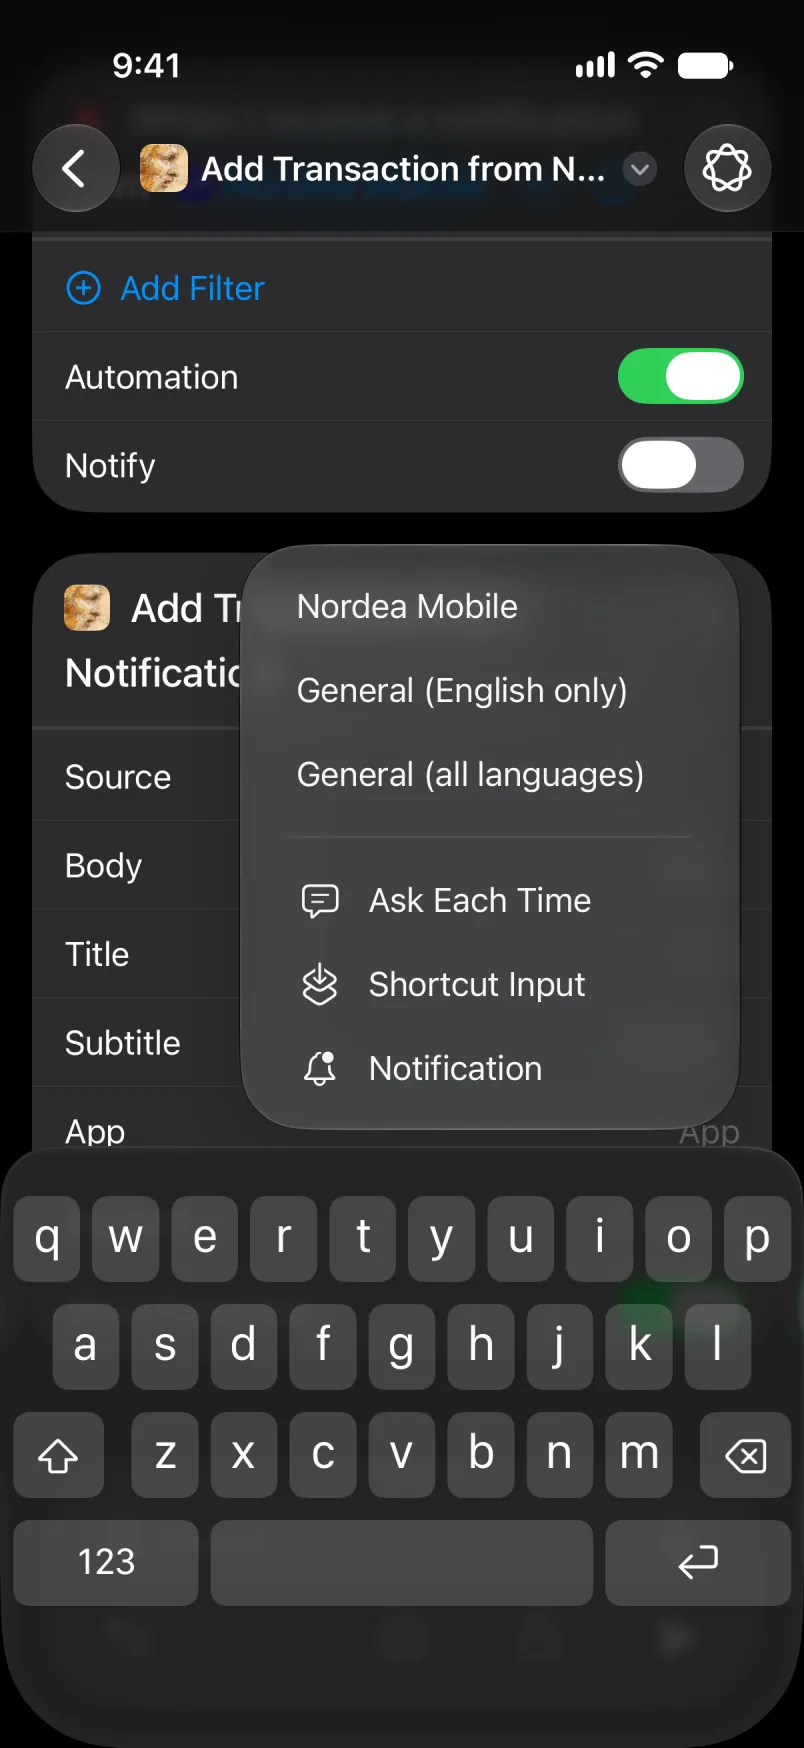 9:41
Add Transaction from N...
Add Filter
Automation
Notify
Add Tr
Notificatic
Nordea Mobile
General (English only)
General (all languages)
Ask Each Time
Shortcut Input
Notification
Source
Body
Title
Subtitle
App
App
q w e r t y u i o p
a s d f g h j k l
z x c v b n m
123